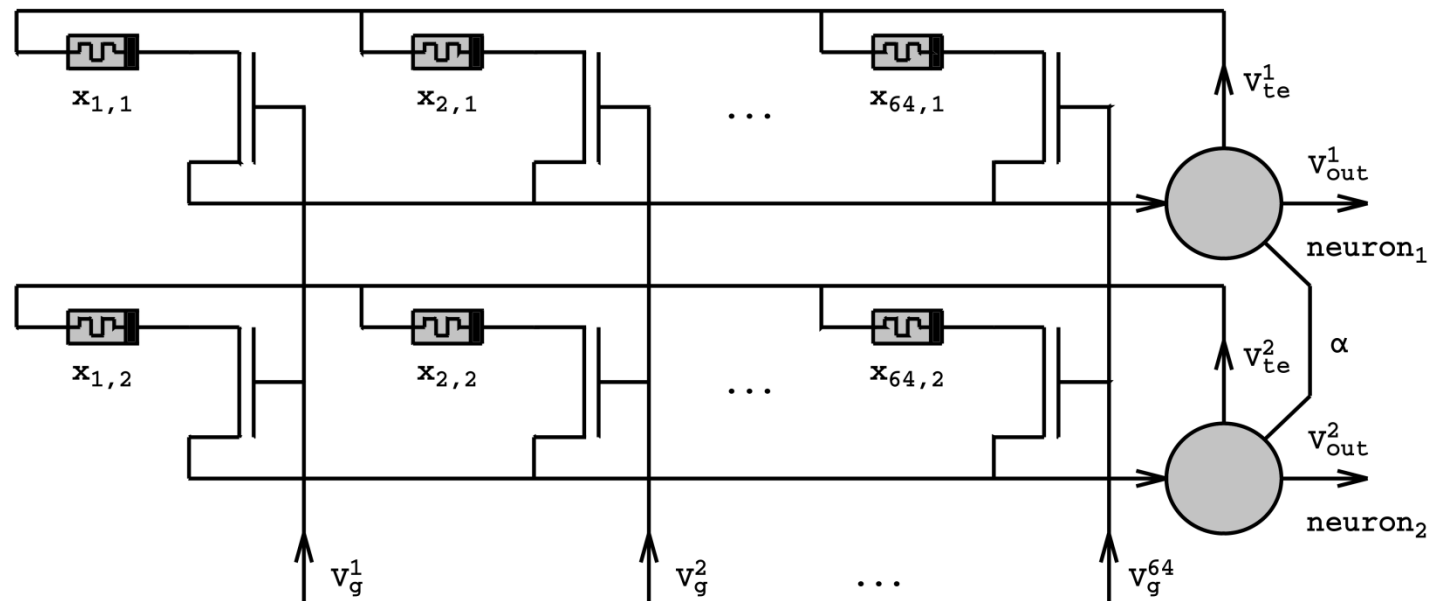 x1,1 x2,1 ... x64,1 V¹te
V¹out
neuron1
x1,2 x2,2 ... x64,2 V²te α
V²out
neuron2
V¹g V²g ... V⁶⁴g